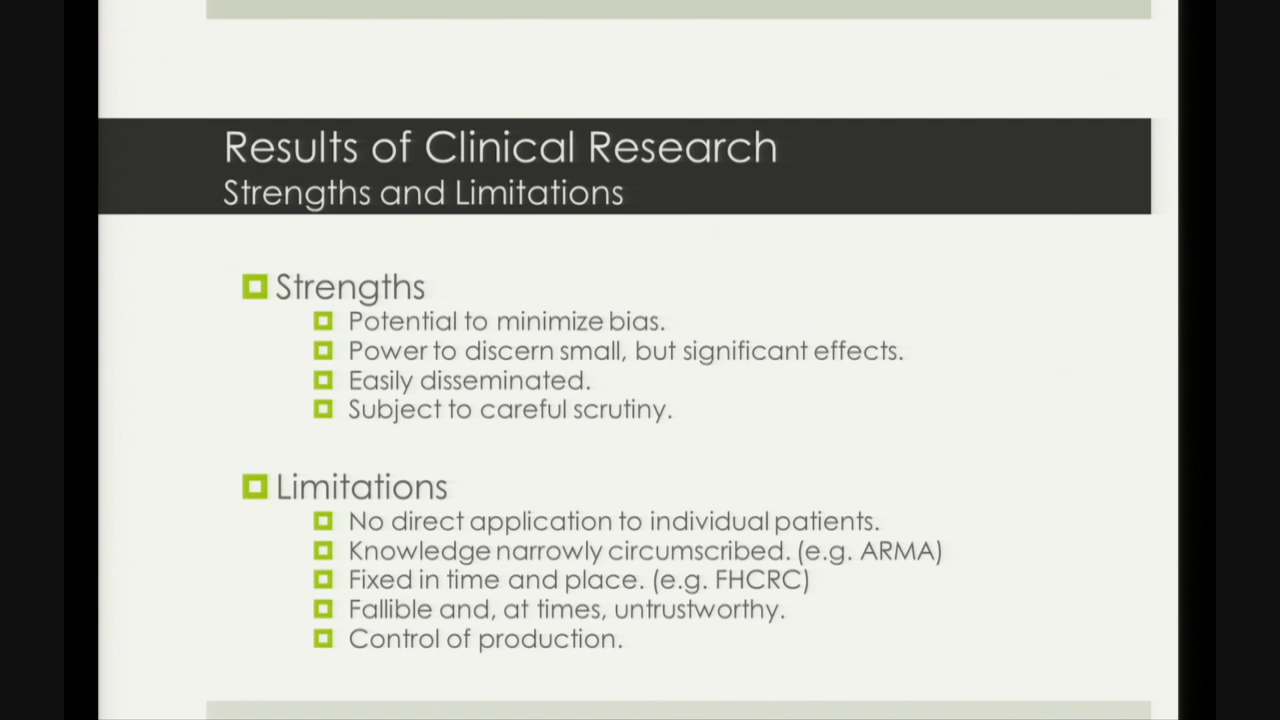 Results of Clinical Research
Strengths and Limitations
Strengths
Potential to minimize bias.
Power to discern small, but significant effects.
Easily disseminated.
Subject to careful scrutiny.
Limitations
No direct application to individual patients.
Knowledge narrowly circumscribed. (e.g. ARMA)
Fixed in time and place. (e.g. FHCRC)
Fallible and, at times, untrustworthy.
Control of production.